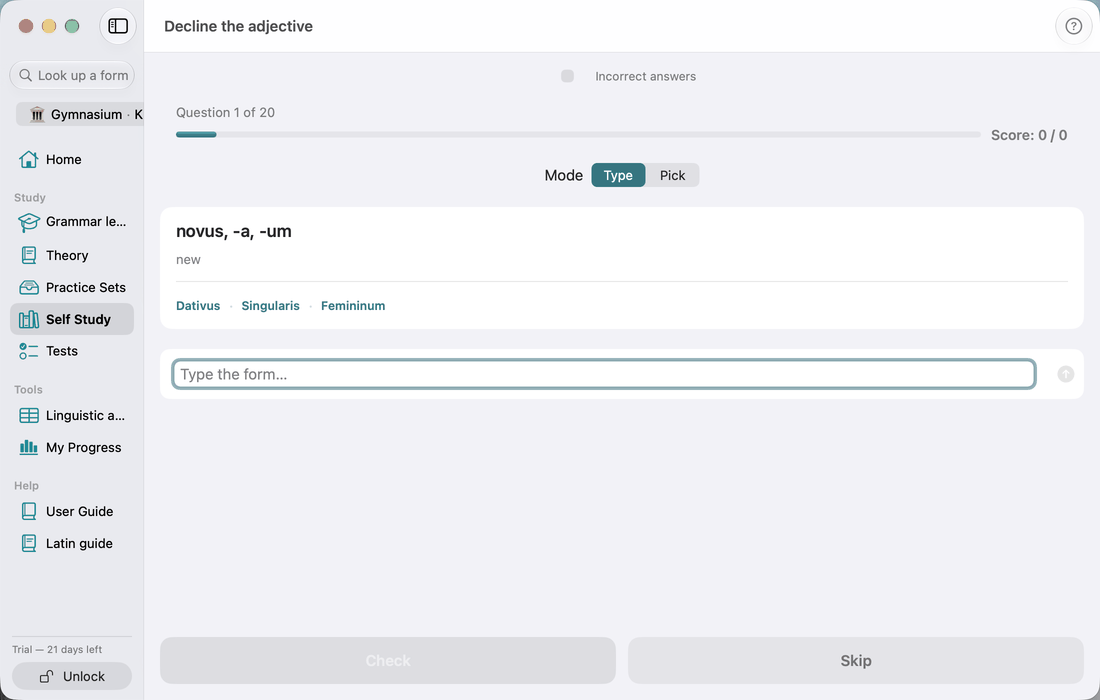 Decline the adjective
Look up a form
Gymnasium · K
Home
Study
Grammar le...
Theory
Practice Sets
Self Study
Tests
Tools
Linguistic a...
My Progress
Help
User Guide
Latin guide
Trial — 21 days left
Unlock
Incorrect answers
Question 1 of 20
Score: 0 / 0
Mode Type Pick
novus, -a, -um
new
Dativus · Singularis · Femininum
Type the form...
Check Skip